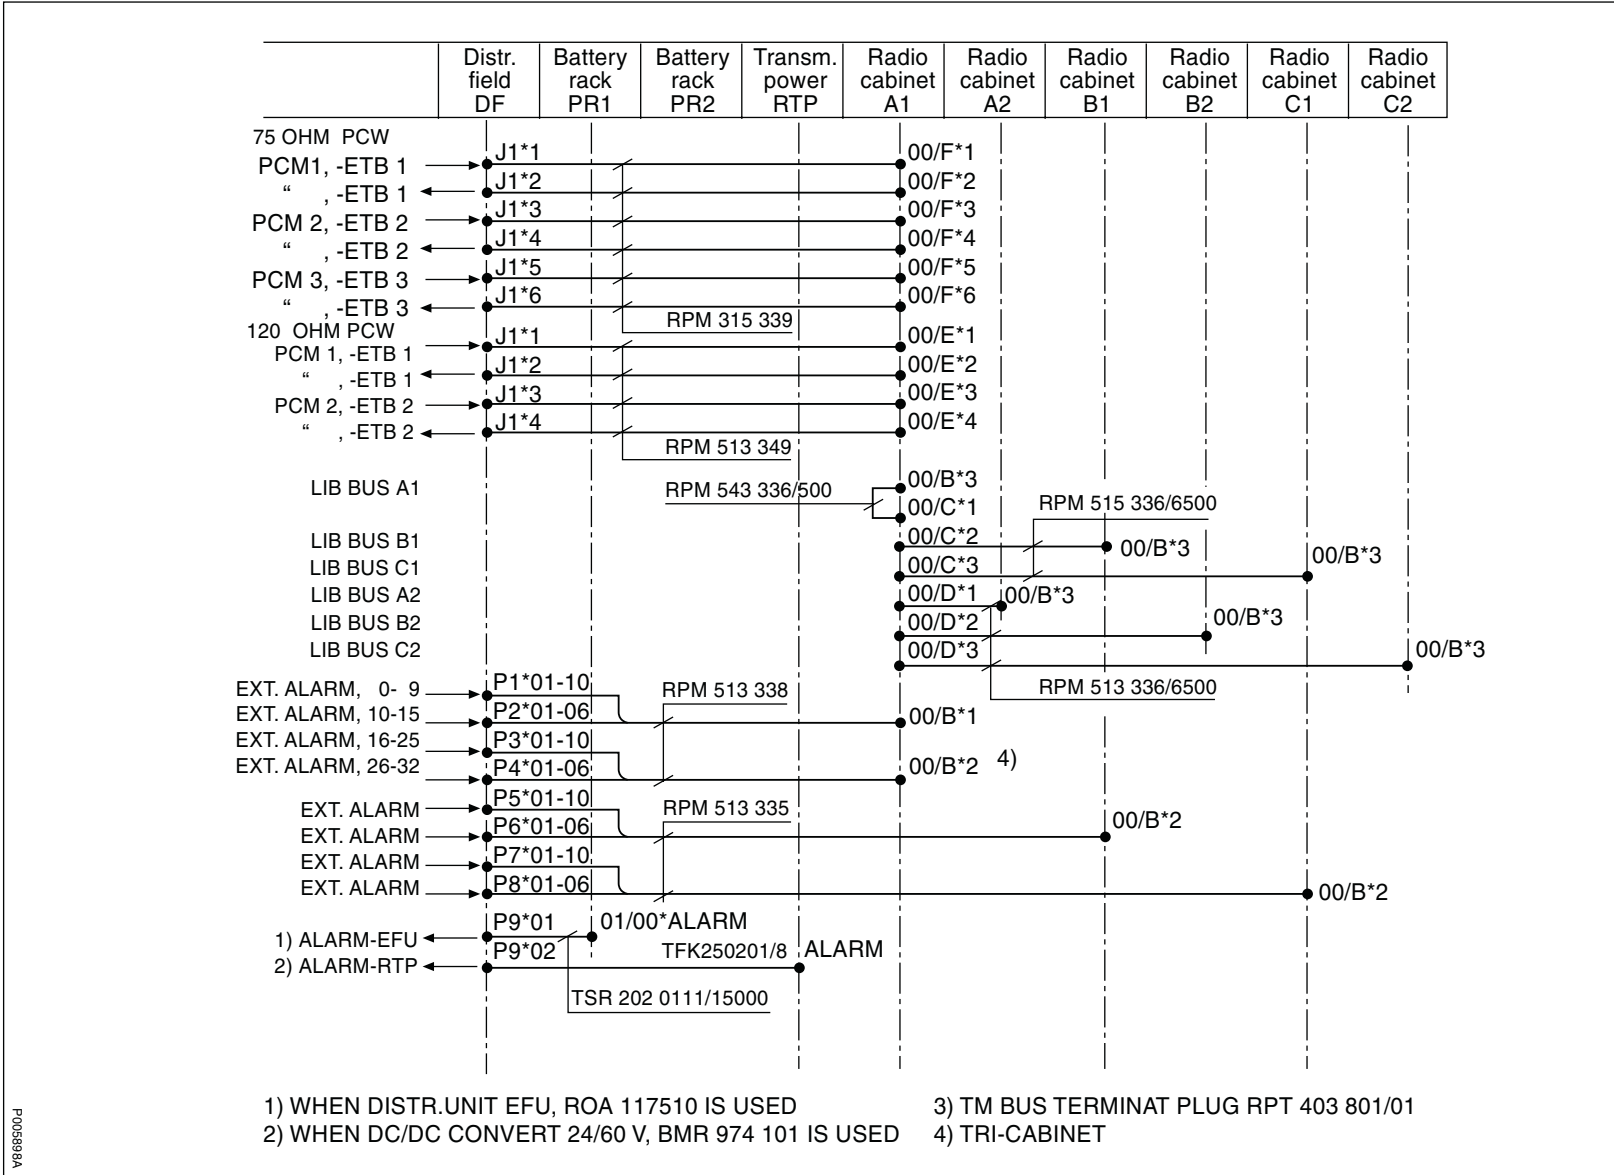 Distr. field DF
Battery rack PR1
Battery rack PR2
Transm. power RTP
Radio cabinet A1
Radio cabinet A2
Radio cabinet B1
Radio cabinet B2
Radio cabinet C1
Radio cabinet C2
75 OHM PCW
PCM1, -ETB 1 J1*1 00/F*1
“ , -ETB 1 J1*2 00/F*2
PCM 2, -ETB 2 J1*3 00/F*3
“ , -ETB 2 J1*4 00/F*4
PCM 3, -ETB 3 J1*5 00/F*5
“ , -ETB 3 J1*6 00/F*6
RPM 315 339
120 OHM PCW
PCM 1, -ETB 1 J1*1 00/E*1
“ , -ETB 1 J1*2 00/E*2
PCM 2, -ETB 2 J1*3 00/E*3
“ , -ETB 2 J1*4 00/E*4
RPM 513 349
LIB BUS A1 RPM 543 336/500 00/B*3
00/C*1 RPM 515 336/6500
LIB BUS B1 00/C*2 00/B*3
LIB BUS C1 00/C*3 00/B*3
LIB BUS A2 00/D*1 00/B*3
LIB BUS B2 00/D*2 00/B*3
LIB BUS C2 00/D*3 00/B*3
RPM 513 336/6500
EXT. ALARM, 0- 9 P1*01-10 RPM 513 338
EXT. ALARM, 10-15 P2*01-06 00/B*1
EXT. ALARM, 16-25 P3*01-10
EXT. ALARM, 26-32 P4*01-06 00/B*2 4)
EXT. ALARM P5*01-10 RPM 513 335
EXT. ALARM P6*01-06 00/B*2
EXT. ALARM P7*01-10
EXT. ALARM P8*01-06 00/B*2
1) ALARM-EFU P9*01 01/00*ALARM
2) ALARM-RTP P9*02 TFK250201/8 ALARM
TSR 202 0111/15000
1) WHEN DISTR.UNIT EFU, ROA 117510 IS USED
2) WHEN DC/DC CONVERT 24/60 V, BMR 974 101 IS USED
3) TM BUS TERMINAT PLUG RPT 403 801/01
4) TRI-CABINET
P005898A